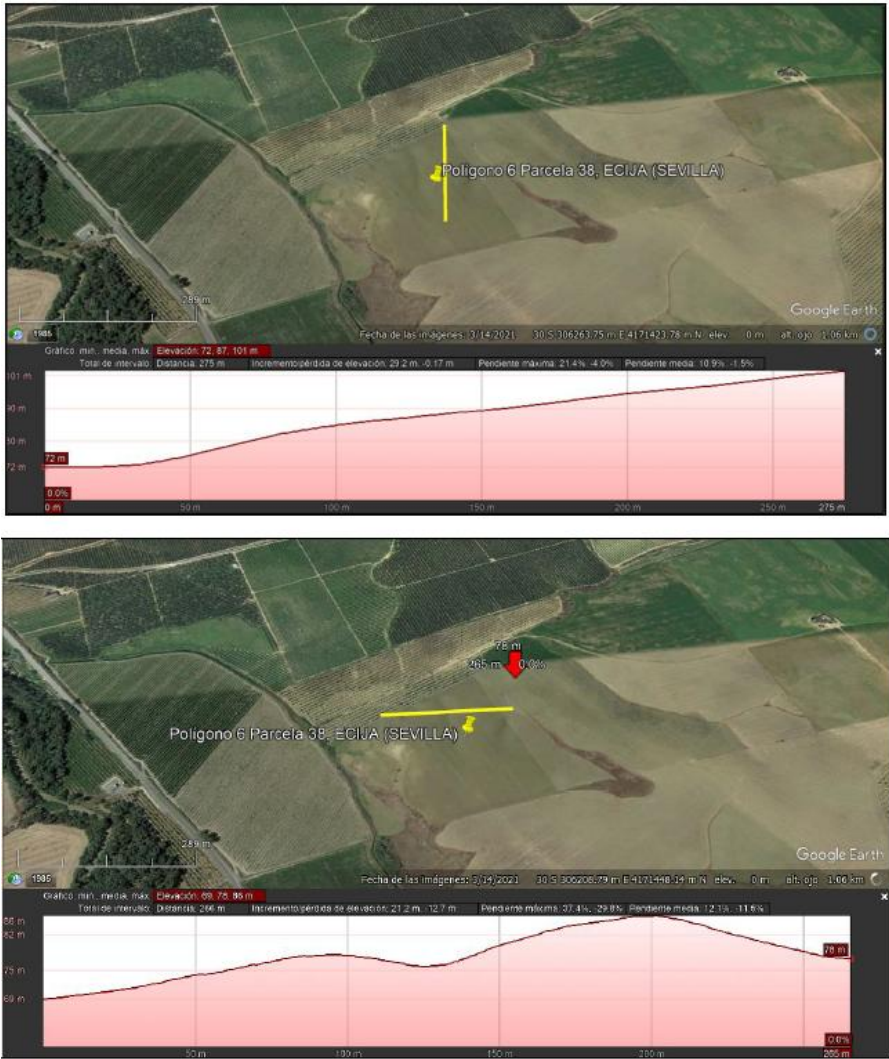 Polígono 6 Parcela 38, ECIJA (SEVILLA)
289 m
Google Earth
1985
Fecha de las imágenes: 3/14/2021 30 S 306263.75 m E 4171423.78 m N elev. 0 m alt. ojo 1.06 km
Gráfico: mín., media, máx. Elevación: 72, 87, 101 m
Total de intervalo: Distancia: 275 m Incremento/pérdida de elevación: 29.2 m, -0.17 m Pendiente máxima: 21.4%, -4.0% Pendiente media: 10.9%, -1.5%
101 m
90 m
80 m
72 m
72 m
0.0%
0 m 50 m 100 m 150 m 200 m 250 m 275 m
78 m
265 m 0.0%
Polígono 6 Parcela 38, ECIJA (SEVILLA)
289 m
Google Earth
1985
Fecha de las imágenes: 3/14/2021 30 S 306208.79 m E 4171448.14 m N elev. 0 m alt. ojo 1.06 km
Gráfico: mín., media, máx. Elevación: 69, 78, 86 m
Total de intervalo: Distancia: 266 m Incremento/pérdida de elevación: 21.2 m, -12.7 m Pendiente máxima: 37.4%, -29.8% Pendiente media: 12.1%, -11.6%
86 m
82 m
75 m
69 m
78 m
0.0%
50 m 100 m 150 m 200 m 265 m